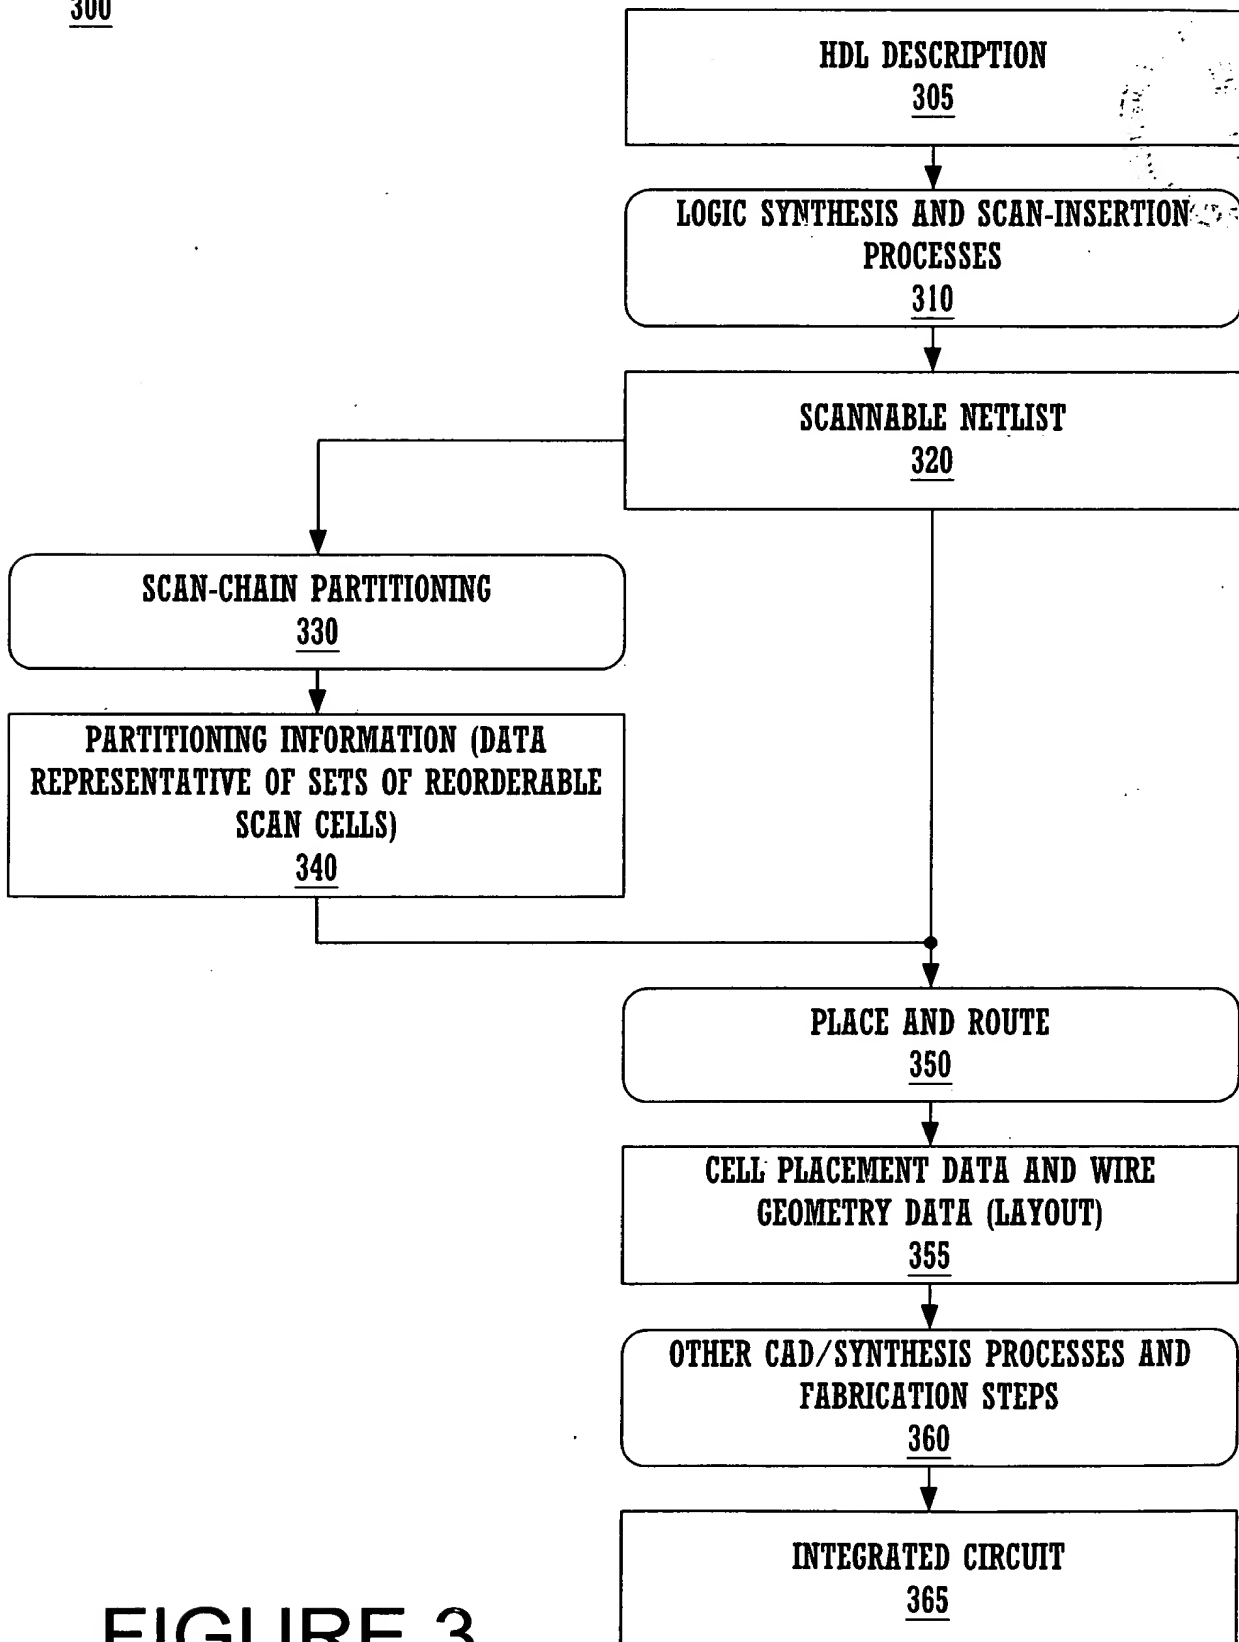 300
HDL DESCRIPTION
305
LOGIC SYNTHESIS AND SCAN-INSERTION
PROCESSES
310
SCANNABLE NETLIST
320
SCAN-CHAIN PARTITIONING
330
PARTITIONING INFORMATION (DATA
REPRESENTATIVE OF SETS OF REORDERABLE
SCAN CELLS)
340
PLACE AND ROUTE
350
CELL PLACEMENT DATA AND WIRE
GEOMETRY DATA (LAYOUT)
355
OTHER CAD/SYNTHESIS PROCESSES AND
FABRICATION STEPS
360
INTEGRATED CIRCUIT
365
FIGURE 3